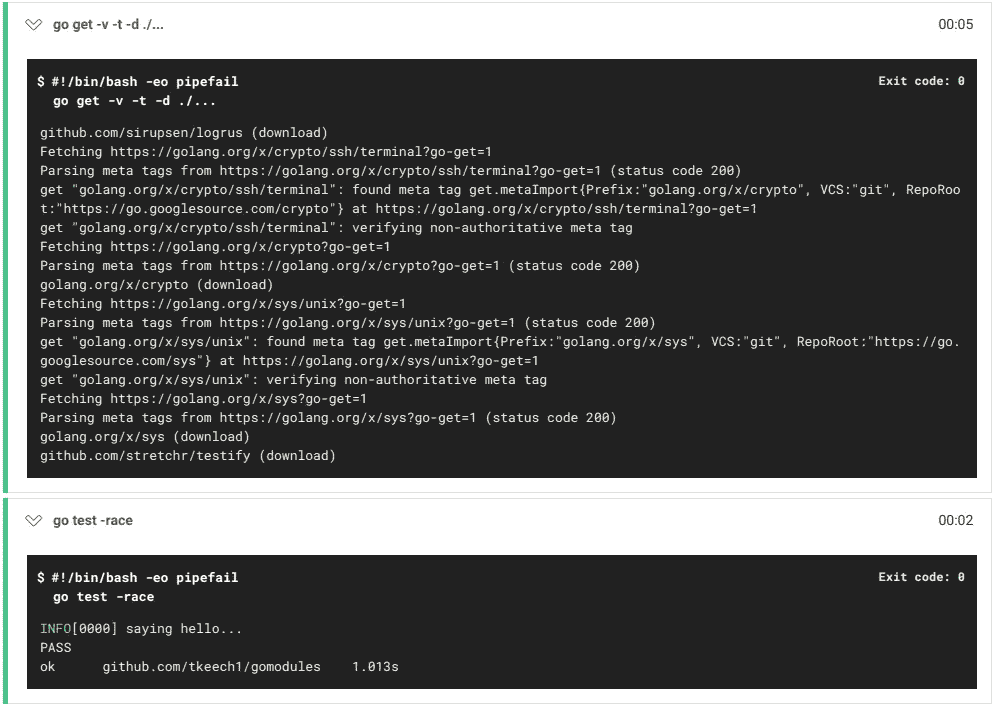 go get -v -t -d ./... 00:05
$ #!/bin/bash -eo pipefail Exit code: 0
go get -v -t -d ./...
github.com/sirupsen/logrus (download)
Fetching https://golang.org/x/crypto/ssh/terminal?go-get=1
Parsing meta tags from https://golang.org/x/crypto/ssh/terminal?go-get=1 (status code 200)
get "golang.org/x/crypto/ssh/terminal": found meta tag get.metaImport{Prefix:"golang.org/x/crypto", VCS:"git", RepoRoo
t:"https://go.googlesource.com/crypto"} at https://golang.org/x/crypto/ssh/terminal?go-get=1
get "golang.org/x/crypto/ssh/terminal": verifying non-authoritative meta tag
Fetching https://golang.org/x/crypto?go-get=1
Parsing meta tags from https://golang.org/x/crypto?go-get=1 (status code 200)
golang.org/x/crypto (download)
Fetching https://golang.org/x/sys/unix?go-get=1
Parsing meta tags from https://golang.org/x/sys/unix?go-get=1 (status code 200)
get "golang.org/x/sys/unix": found meta tag get.metaImport{Prefix:"golang.org/x/sys", VCS:"git", RepoRoot:"https://go.
googlesource.com/sys"} at https://golang.org/x/sys/unix?go-get=1
get "golang.org/x/sys/unix": verifying non-authoritative meta tag
Fetching https://golang.org/x/sys?go-get=1
Parsing meta tags from https://golang.org/x/sys?go-get=1 (status code 200)
golang.org/x/sys (download)
github.com/stretchr/testify (download)
go test -race 00:02
$ #!/bin/bash -eo pipefail Exit code: 0
go test -race
INFO[0000] saying hello...
PASS
ok github.com/tkeech1/gomodules 1.013s